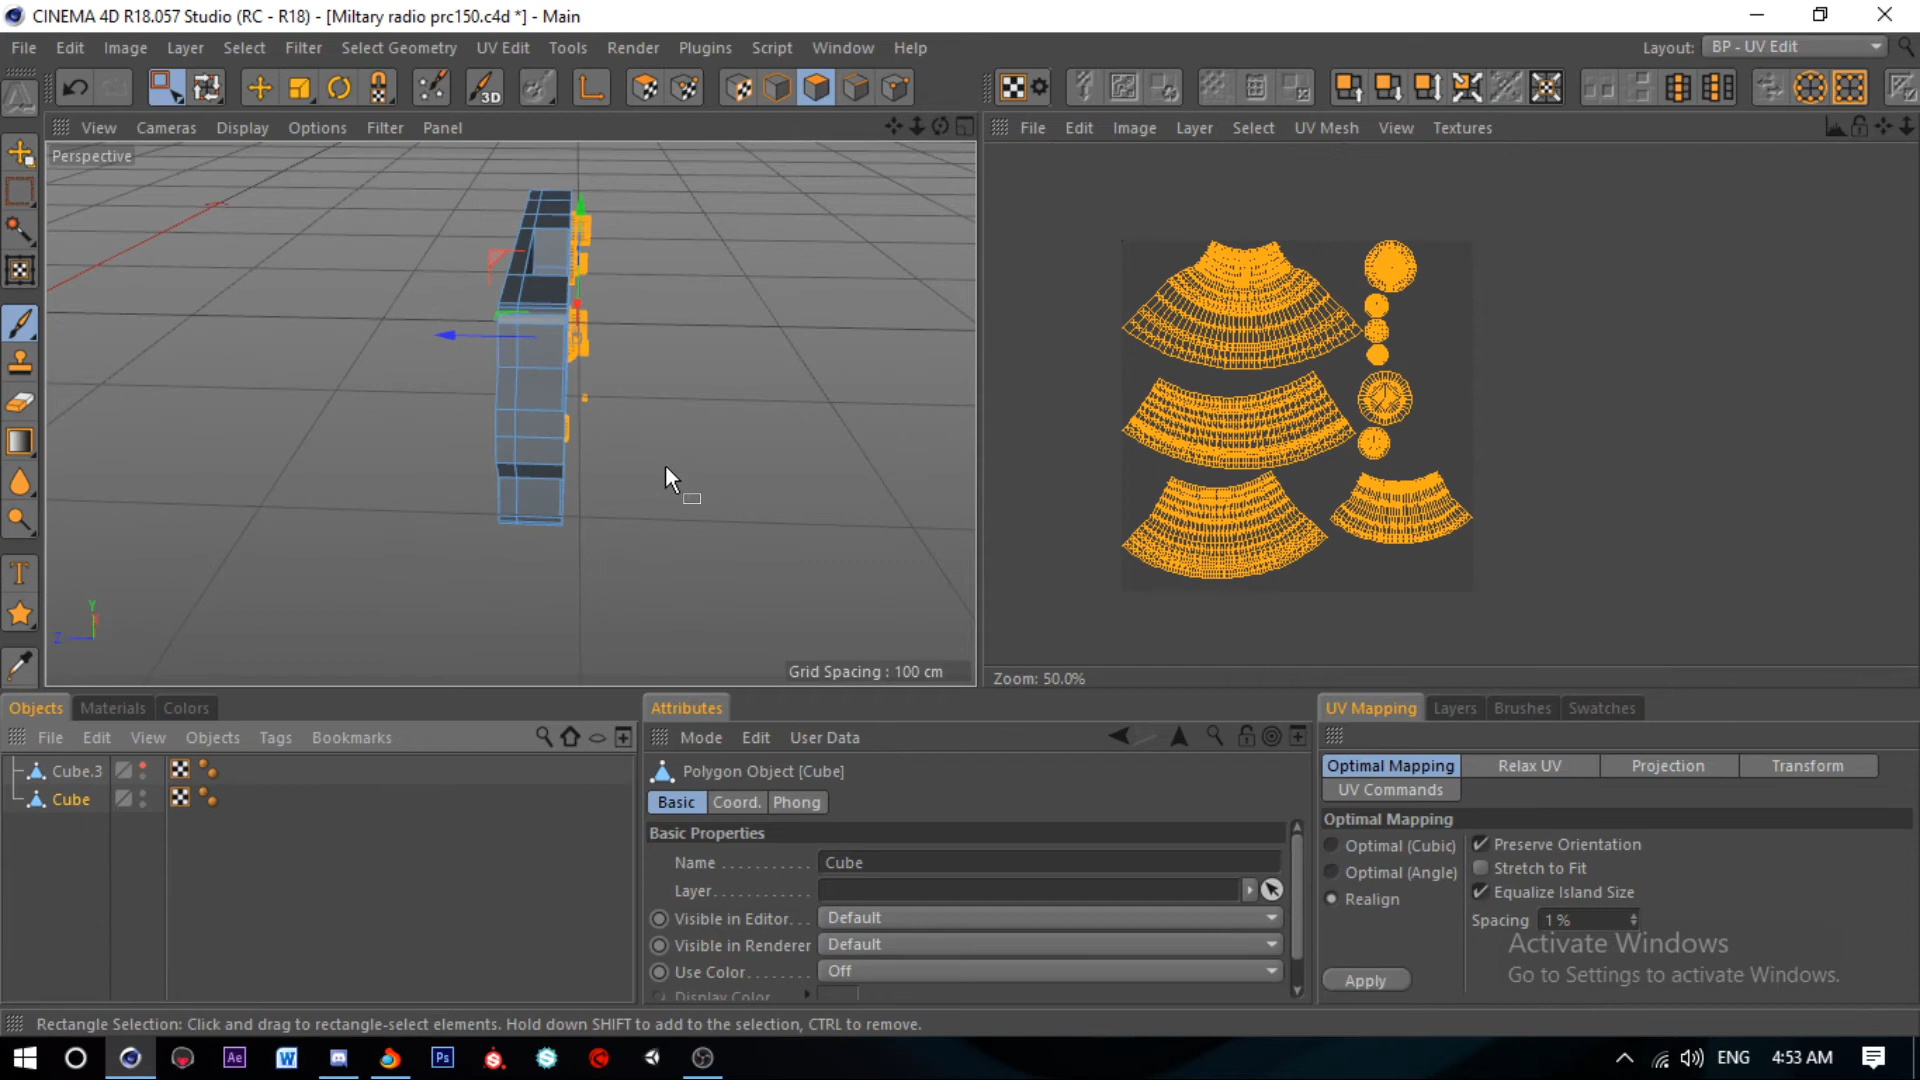 CINEMA 4D R18.057 Studio (RC - R18) - [Miltary radio prc150.c4d *] - Main
File Edit Image Layer Select Filter Select Geometry UV Edit Tools Render Plugins Script Window Help
Layout: BP - UV Edit
3D
View Cameras Display Options Filter Panel
File Edit Image Layer Select UV Mesh View Textures
Perspective
Y
Z
Grid Spacing : 100 cm
Zoom: 50.0%
Objects Materials Colors
File Edit View Objects Tags Bookmarks
Cube.3
Cube
Attributes
Mode Edit User Data
Polygon Object [Cube]
Basic Coord. Phong
Basic Properties
Name . . . . . . . . . . Cube
Layer. . . . . . . . . . .
Visible in Editor. . . Default
Visible in Renderer Default
Use Color. . . . . . . . Off
Display Color
UV Mapping Layers Brushes Swatches
Optimal Mapping Relax UV Projection Transform
UV Commands
Optimal Mapping
Optimal (Cubic) Preserve Orientation
Optimal (Angle) Stretch to Fit
Realign Equalize Island Size
Spacing 1 %
Apply
Activate Windows
Go to Settings to activate Windows.
Rectangle Selection: Click and drag to rectangle-select elements. Hold down SHIFT to add to the selection, CTRL to remove.
Ae W Ps ENG 4:53 AM